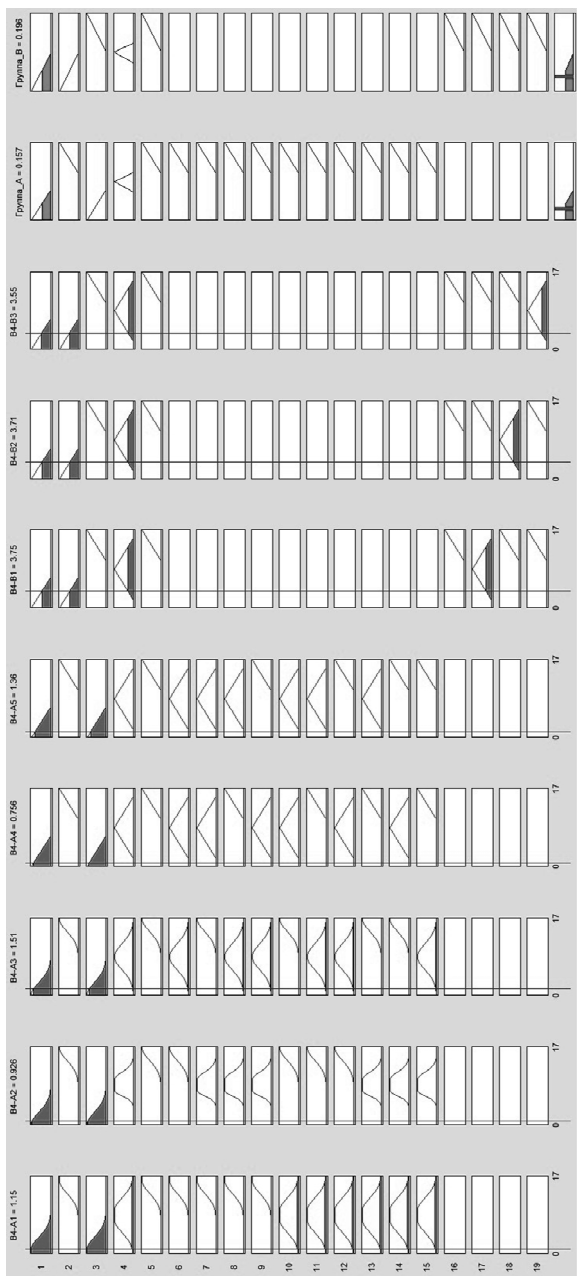 B4-A1 = 1.15
B4-A2 = 0.926
B4-A3 = 1.51
B4-A4 = 0.756
B4-A5 = 1.36
B4-B1 = 3.75
B4-B2 = 3.71
B4-B3 = 3.55
Группа_A = 0.157
Группа_B = 0.196
1
2
3
4
5
6
7
8
9
10
11
12
13
14
15
16
17
18
19
0 17
0 17
0 17
0 17
0 17
0 17
0 17
0 17